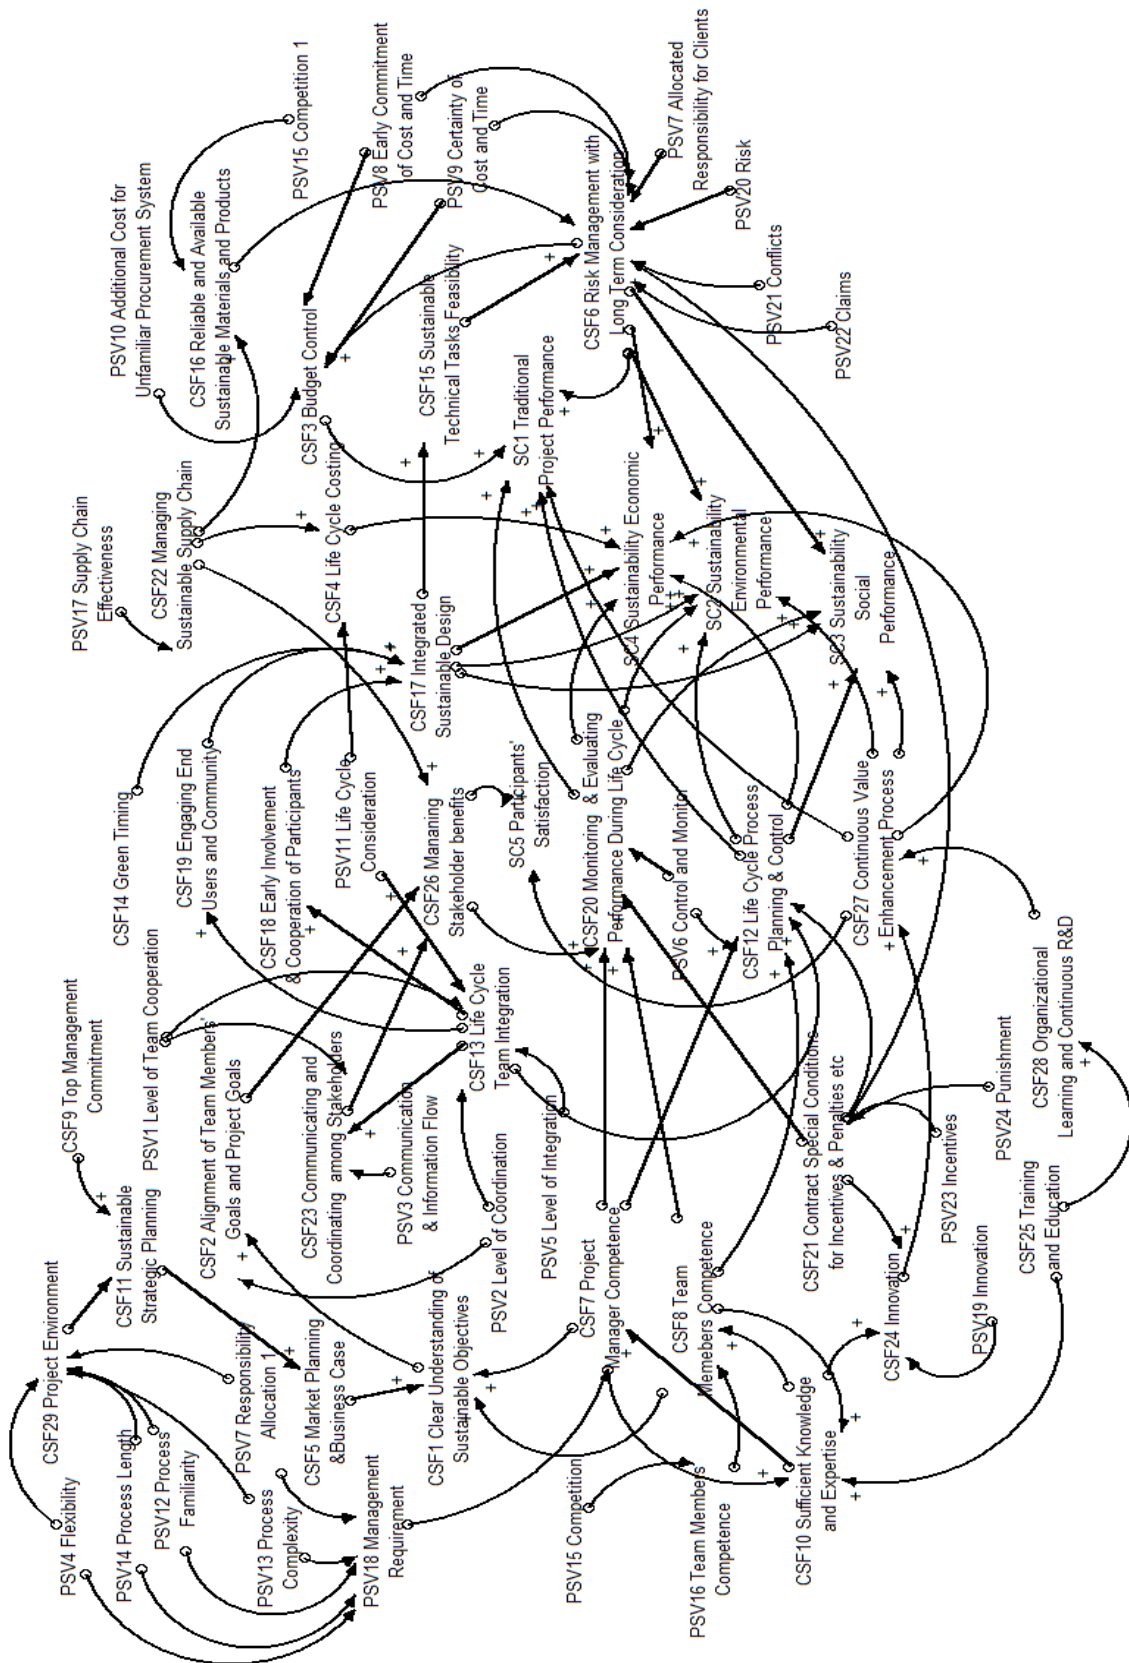 PSV4 Flexibility
PSV14 Process Length
PSV12 Process
Familiarity
PSV13 Process
Complexity
PSV18 Management
Requirement
CSF29 Project Environment
PSV7 Responsibility
Allocation 1
CSF11 Sustainable
Strategic Planning
CSF9 Top Management
Commitment
CSF5 Market Planning
&Business Case
PSV1 Level of Team Cooperation
CSF2 Alignment of Team Members'
Goals and Project Goals
CSF23 Communicating and
Coordinating among Stakeholders
PSV3 Communication
& Information Flow
CSF1 Clear Understanding of
Sustainable Objectives
PSV2 Level of Coordination
PSV5 Level of Integration
CSF13 Life Cycle
Team Integration
CSF14 Green Timing
CSF19 Engaging End
Users and Community
CSF18 Early Involvement
& Cooperation of Participants
PSV11 Life Cycle
Consideration
CSF26 Managing
Stakeholder benefits
SC5 Participants'
Satisfaction
PSV17 Supply Chain
Effectiveness
CSF22 Managing
Sustainable Supply Chain
CSF4 Life Cycle Costing
CSF17 Integrated
Sustainable Design
PSV10 Additional Cost for
Unfamiliar Procurement System
CSF16 Reliable and Available
Sustainable Materials and Products
PSV15 Competition 1
CSF3 Budget Control
PSV8 Early Commitment
of Cost and Time
PSV9 Certainty of
Cost and Time
CSF15 Sustainable
Technical Tasks Feasibility
SC1 Traditional
Project Performance
CSF6 Risk Management with
Long Term Consideration
PSV7 Allocated
Responsibility for Clients
PSV20 Risk
PSV21 Conflicts
PSV22 Claims
SC4 Sustainability Economic
Performance
SC2 Sustainability
Environmental
Performance
SC3 Sustainability
Social
Performance
CSF20 Monitoring & Evaluating
Performance During Life Cycle
PSV6 Control and Monitor
CSF12 Life Cycle Process
Planning & Control
CSF27 Continuous Value
Enhancement Process
PSV15 Competition
CSF7 Project
Manager Competence
CSF8 Team
Memebers Competence
PSV16 Team Members
Competence
CSF10 Sufficient Knowledge
and Expertise
CSF21 Contract Special Conditions
for Incentives & Penalties etc
CSF24 Innovation
PSV23 Incentives
PSV19 Innovation
PSV24 Punishment
CSF25 Training
and Education
CSF28 Organizational
Learning and Continuous R&D